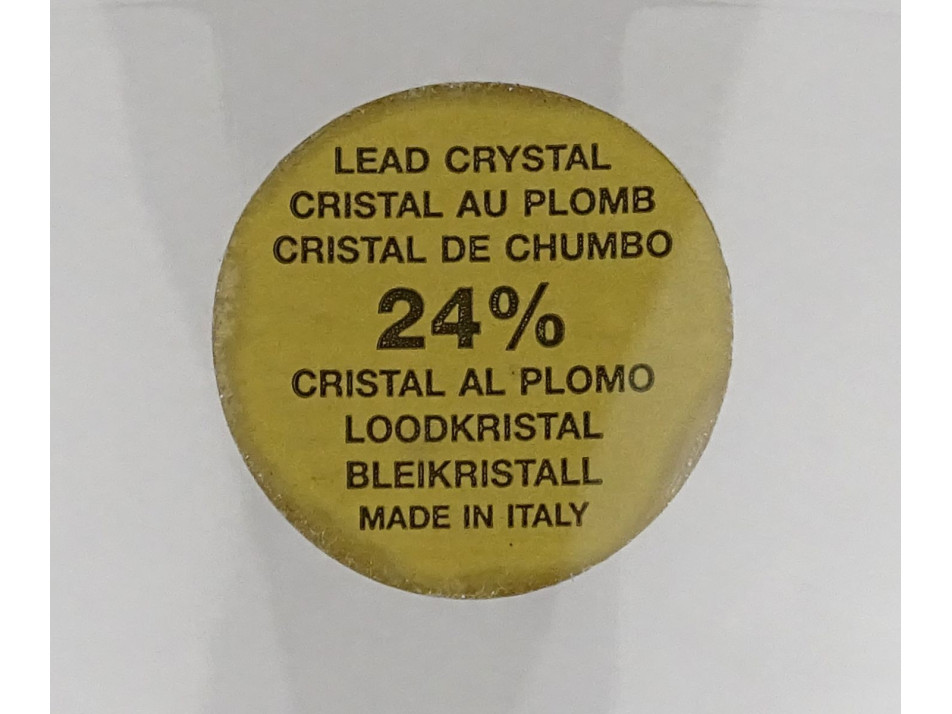 LEAD CRYSTAL
CRISTAL AU PLOMB
CRISTAL DE CHUMBO
24%
CRISTAL AL PLOMO
LOODKRISTAL
BLEIKRISTALL
MADE IN ITALY